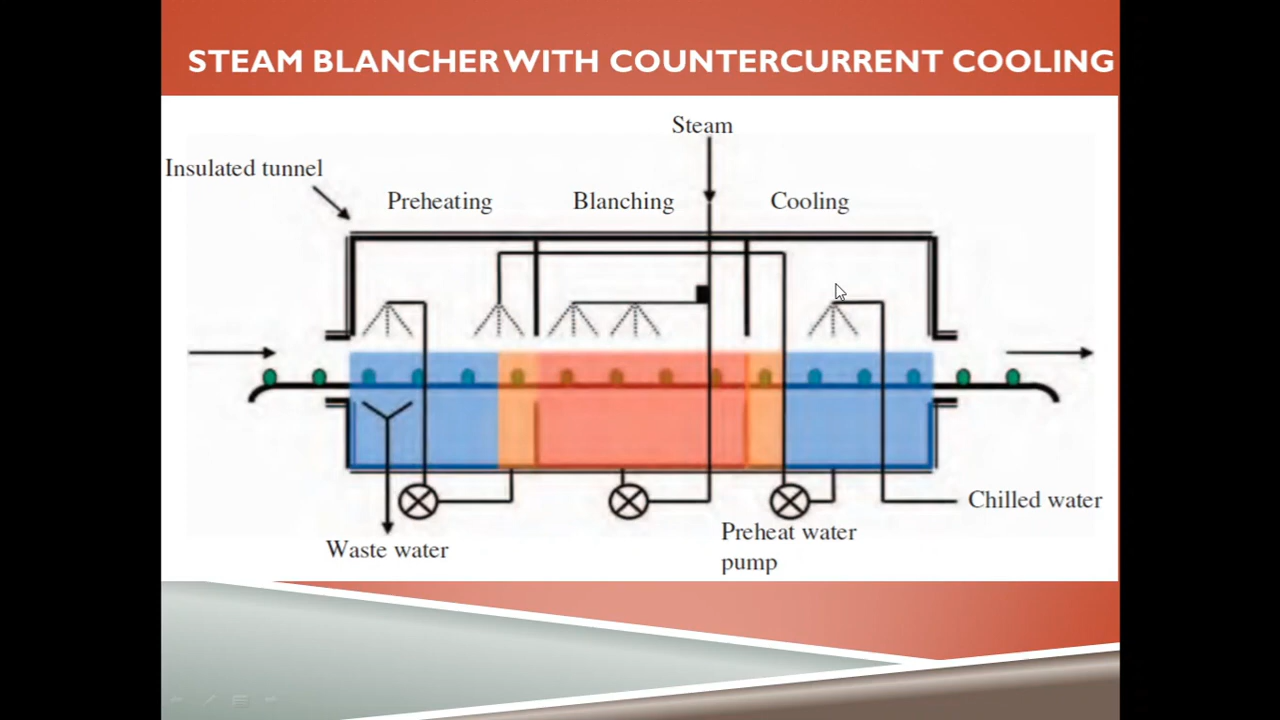 STEAM BLANCHER WITH COUNTERCURRENT COOLING
Steam
Insulated tunnel
Preheating
Blanching
Cooling
Chilled water
Preheat water
pump
Waste water